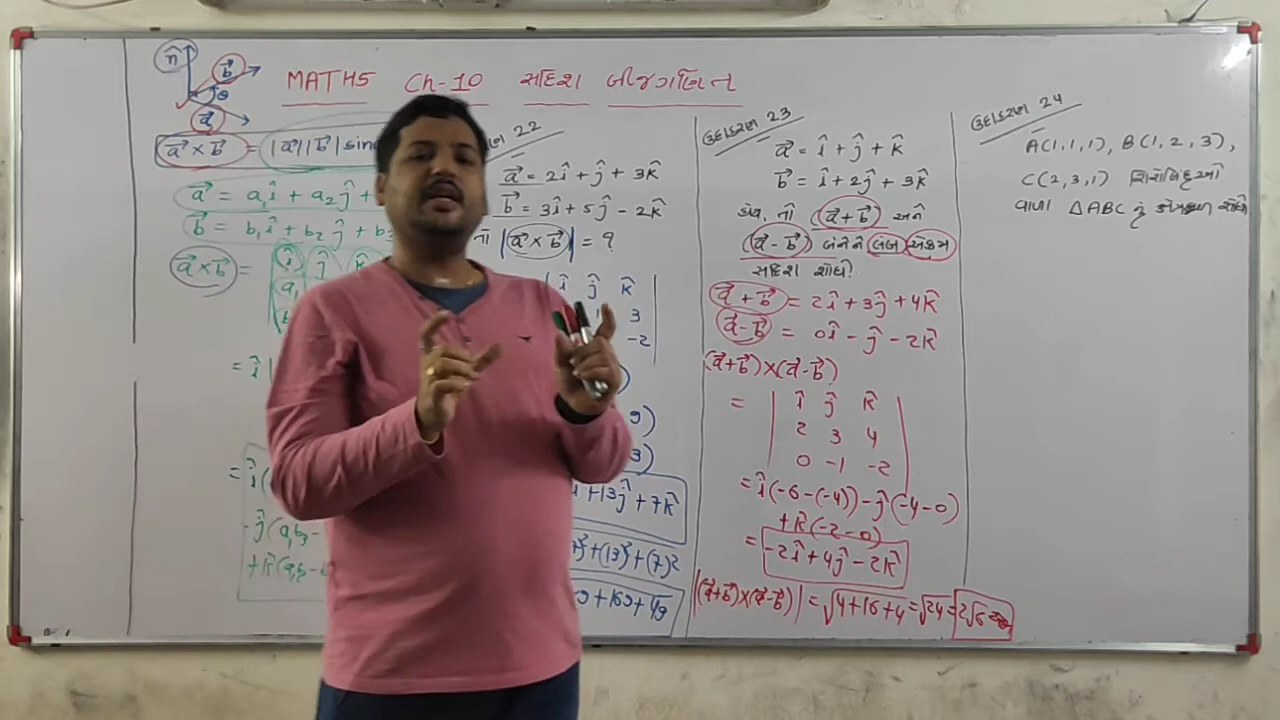 n̂
b⃗
θ
a⃗
MATHS Ch-10 સદિશ બીજગણિત
a⃗ × b⃗ = |a⃗| |b⃗| sin
a⃗ = a₁î + a₂ĵ +
b⃗ = b₁î + b₂ĵ + b₃
a⃗ × b⃗ =
î ĵ k̂
a₁
= î
= î(
- ĵ(a₁b₃ -
+ k̂(a₁b₂ -
22
a⃗ = 2î + ĵ + 3k̂
b⃗ = 3î + 5ĵ - 2k̂
તો |a⃗ × b⃗| = ?
î ĵ k̂
3
-2
+ 13ĵ + 7k̂
)² + (13)² + (7)²
+ 169 + 49
ઉદાહરણ 23
a⃗ = î + ĵ + k̂
b⃗ = î + 2ĵ + 3k̂
હોય, તો (a⃗ + b⃗) અને
(a⃗ - b⃗) બંનેને લંબ એકમ
સદિશ શોધો?
a⃗ + b⃗ = 2î + 3ĵ + 4k̂
a⃗ - b⃗ = 0î - ĵ - 2k̂
(a⃗ + b⃗) × (a⃗ - b⃗)
= | î ĵ k̂ |
2 3 4
0 -1 -2
= î(-6 - (-4)) - ĵ(-4 - 0)
+ k̂(-2 - 0)
= -2î + 4ĵ - 2k̂
|(a⃗ + b⃗) × (a⃗ - b⃗)| = √4 + 16 + 4 = √24 = 2√6
ઉદાહરણ 24
A(1, 1, 1), B(1, 2, 3),
C(2, 3, 1) શિરોબિંદુઓ
વાળા ΔABC નું ક્ષેત્રફળ શોધો